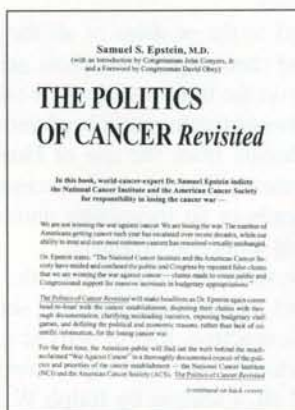 Samuel S. Epstein, M.D.
(with an Introduction by Congressman John Conyers, Jr.
and a Foreword by Congressman David Obey)
THE POLITICS
OF CANCER Revisited
In this book, world-cancer-expert Dr. Samuel Epstein indicts
the National Cancer Institute and the American Cancer Society
for responsibility in losing the cancer war —
We are not winning the war against cancer. We are losing the war. The number of
Americans getting cancer each year has escalated over recent decades, while our
ability to treat and cure most common cancers has remained virtually unchanged.
Dr. Epstein states, "The National Cancer Institute and the American Cancer So-
ciety have misled and confused the public and Congress by repeated false claims
that we are winning the war against cancer — claims made to create public and
Congressional support for massive increases in budgetary appropriations."
The Politics of Cancer Revisited will make headlines as Dr. Epstein again comes
head-to-head with the cancer establishment, disputing their claims with thor-
ough documentation, clarifying misleading statistics, exposing budgetary shell
games, and defining the political and economic reasons, rather than lack of sci-
entific information, for the losing cancer war.
For the first time, the American public will find out the truth behind the much-
acclaimed "War Against Cancer" in a thoroughly documented exposé of the poli-
cies and priorities of the cancer establishment — the National Cancer Institute
(NCI) and the American Cancer Society (ACS). The Politics of Cancer Revisited
(continued on back cover)